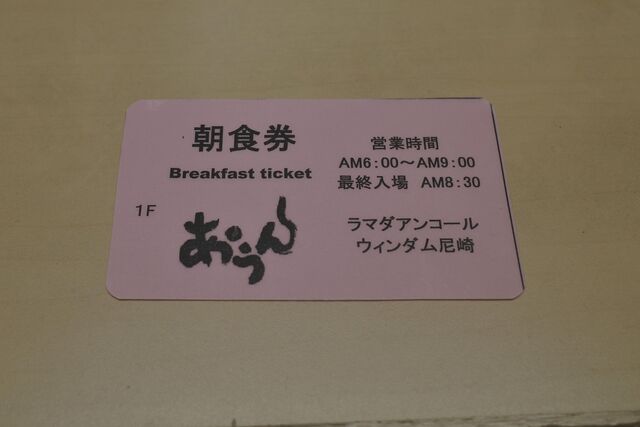 朝食券
Breakfast ticket
1F
あうん
営業時間
AM6:00～AM9:00
最終入場 AM8:30
ラマダアンコール
ウィンダム尼崎